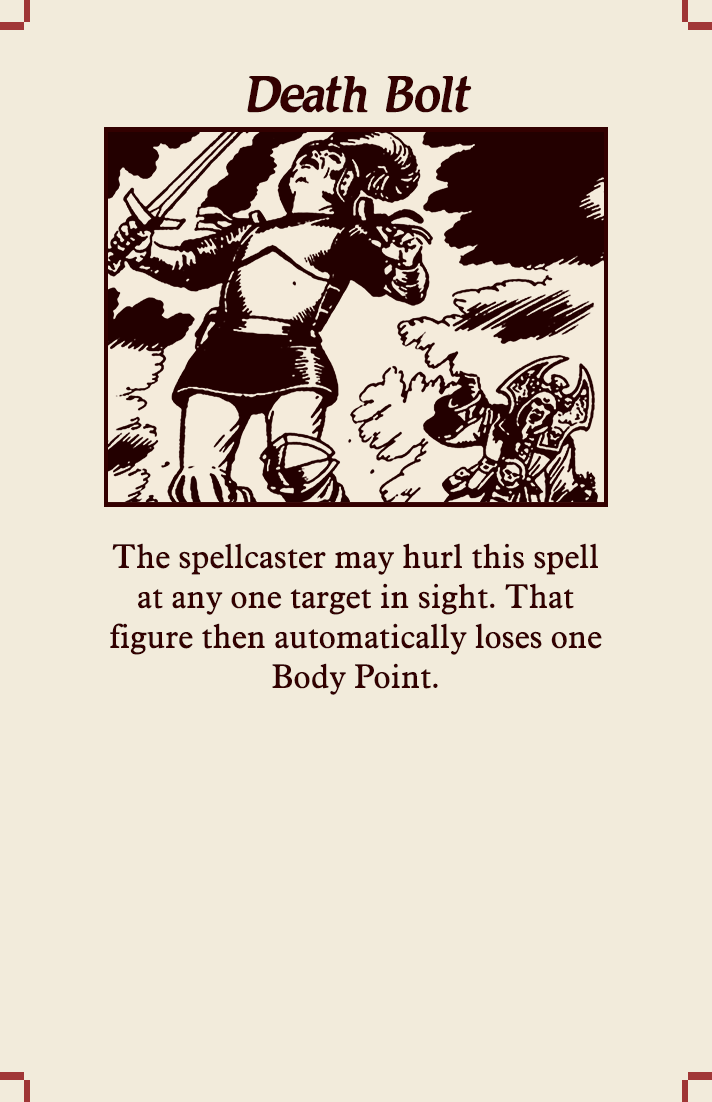 Death Bolt
The spellcaster may hurl this spell
at any one target in sight. That
figure then automatically loses one
Body Point.